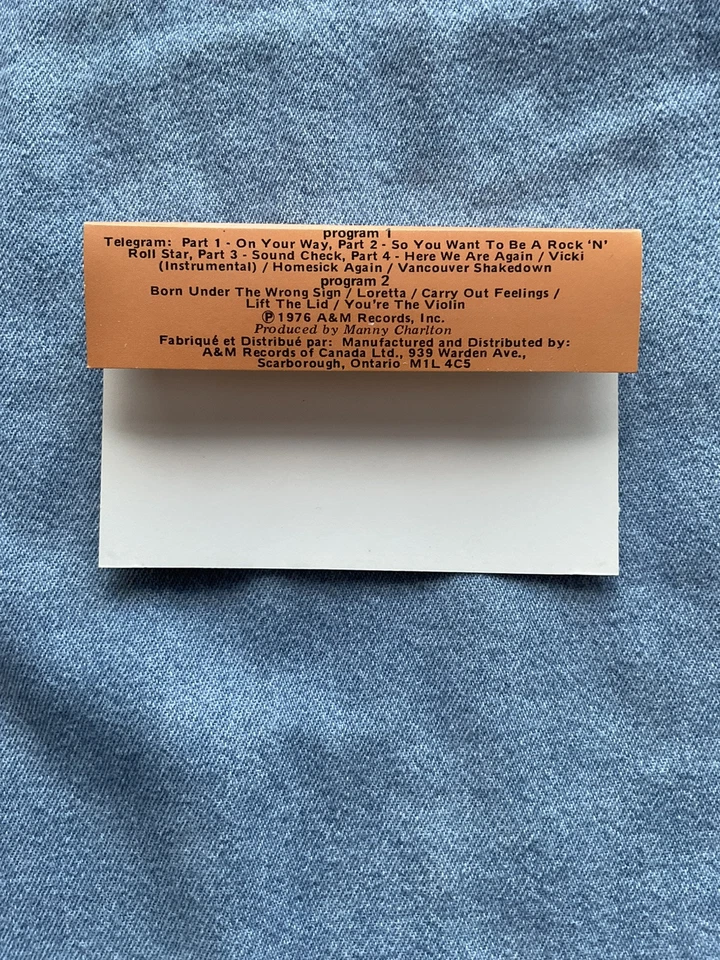 program 1
Telegram: Part 1 - On Your Way, Part 2 - So You Want To Be A Rock 'N'
Roll Star, Part 3 - Sound Check, Part 4 - Here We Are Again / Vicki
(Instrumental) / Homesick Again / Vancouver Shakedown
program 2
Born Under The Wrong Sign / Loretta / Carry Out Feelings /
Lift The Lid / You're The Violin
℗ 1976 A&M Records, Inc.
Produced by Manny Charlton
Fabriqué et Distribué par: Manufactured and Distributed by:
A&M Records of Canada Ltd., 939 Warden Ave.,
Scarborough, Ontario M1L 4C5